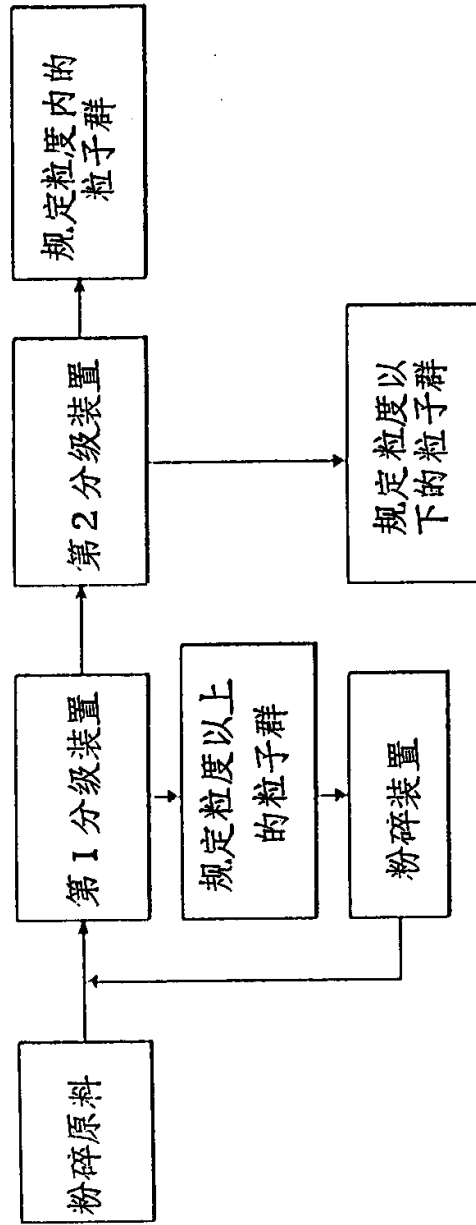 粉碎原料
第1分级装置
第2分级装置
规定粒度内的
粒子群
规定粒度以上
的粒子群
粉碎装置
规定粒度以
下的粒子群